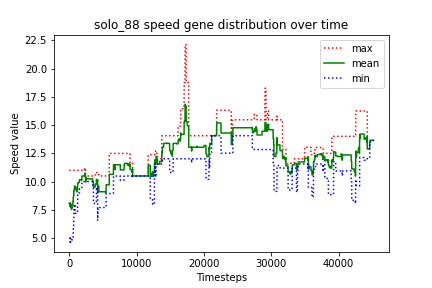 solo_88 speed gene distribution over time
Speed value
22.5
20.0
17.5
15.0
12.5
10.0
7.5
5.0
max
mean
min
0 10000 20000 30000 40000
Timesteps